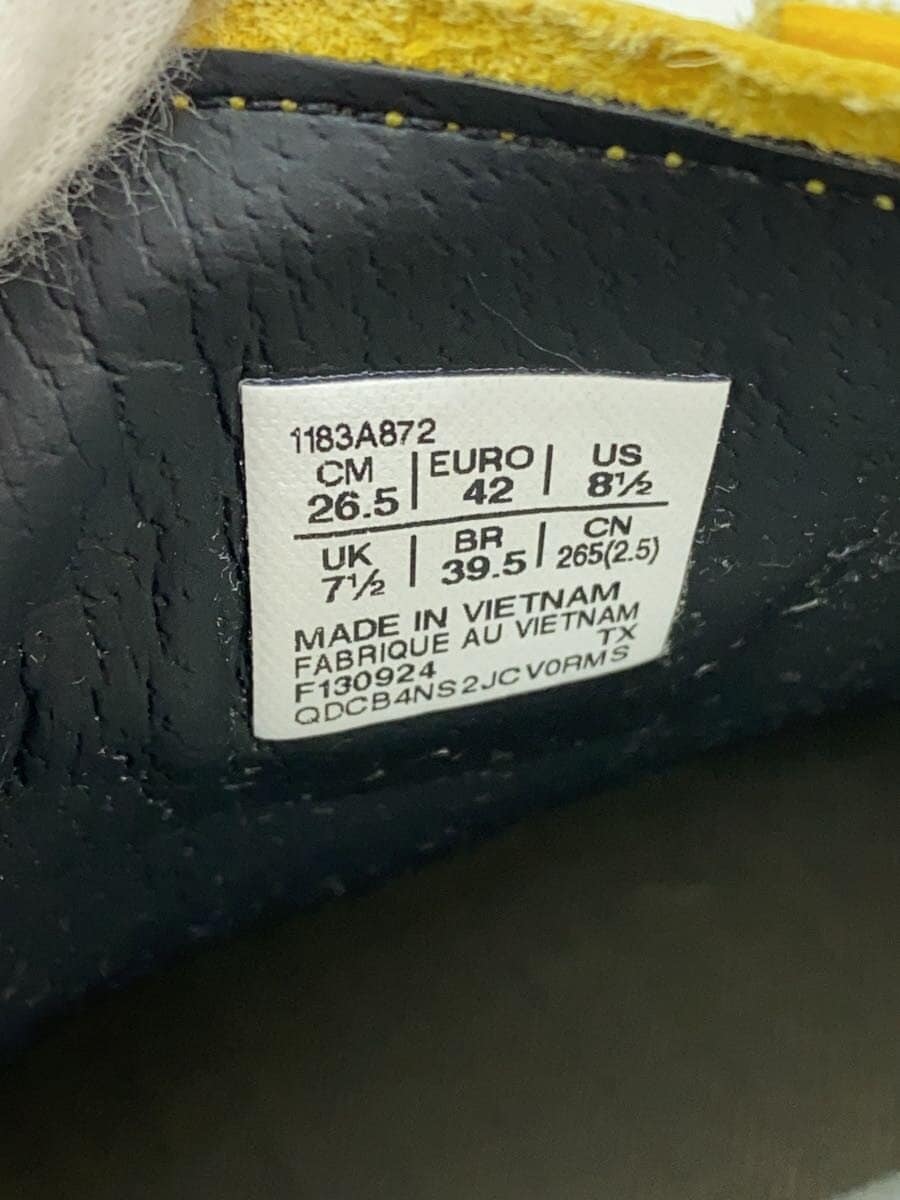 1183A872
CM | EURO | US
26.5 | 42 | 8½
UK | BR | CN
7½ | 39.5 | 265(2.5)
MADE IN VIETNAM
FABRIQUE AU VIETNAM
F130924 TX
QDCB4NS2JCV0RMS